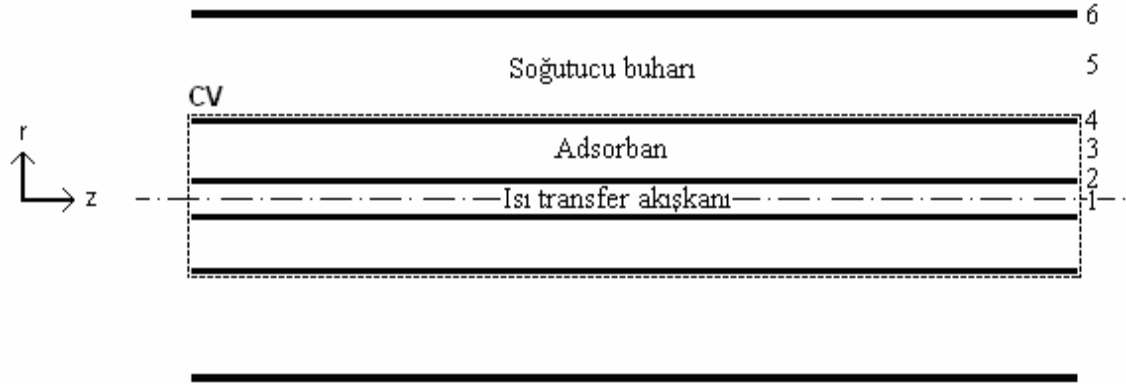 6
Soğutucu buharı 5
CV
4
r
Adsorban 3
2
z Isı transfer akışkanı 1